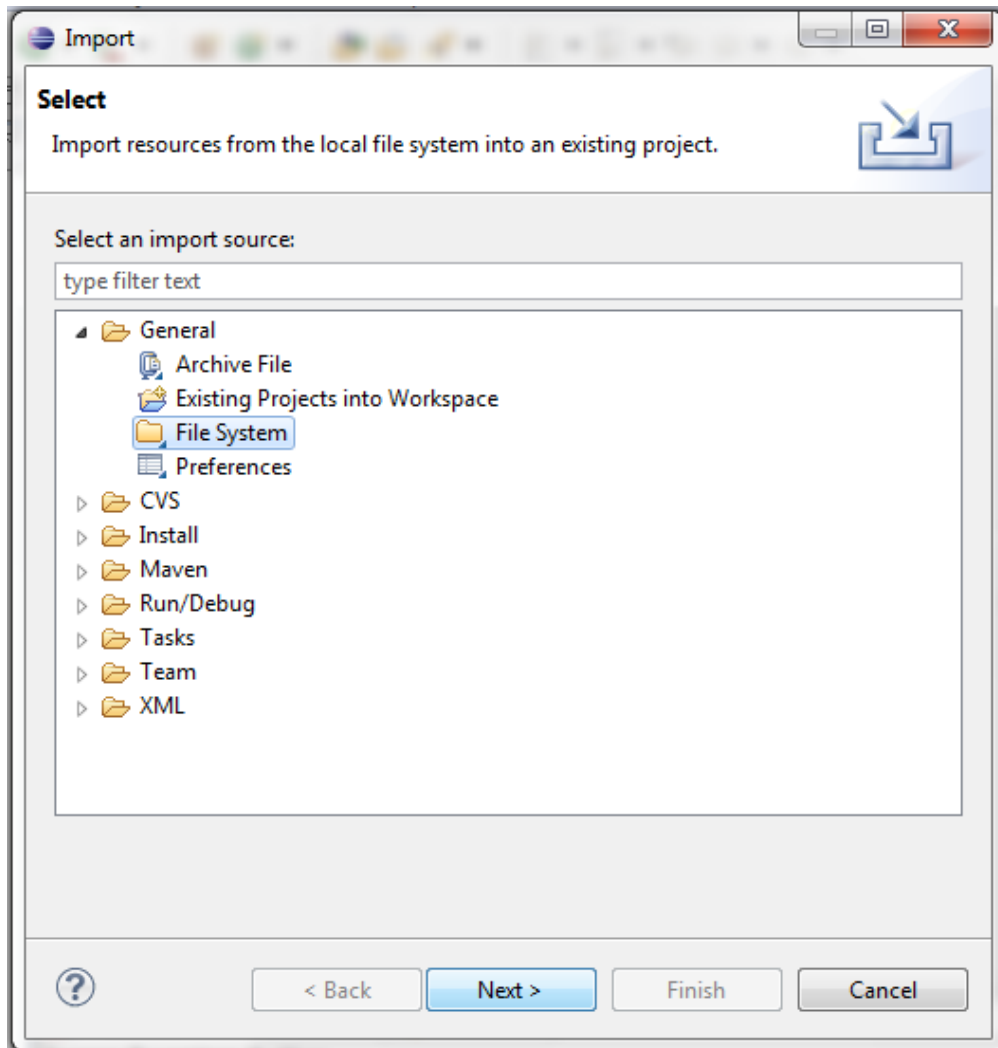 Import
Select
Import resources from the local file system into an existing project.
Select an import source:
type filter text
General
Archive File
Existing Projects into Workspace
File System
Preferences
CVS
Install
Maven
Run/Debug
Tasks
Team
XML
?
< Back Next > Finish Cancel